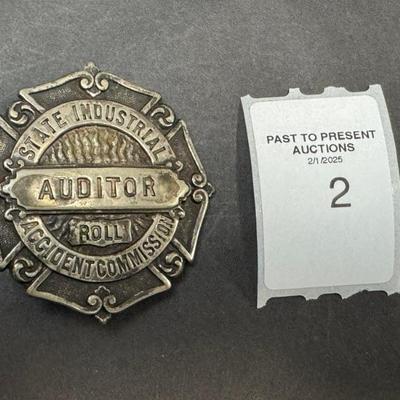 STATE INDUSTRIAL
AUDITOR
ROLL
ACCIDENT COMMISSION
PAST TO PRESENT
AUCTIONS
2/1/2025
2